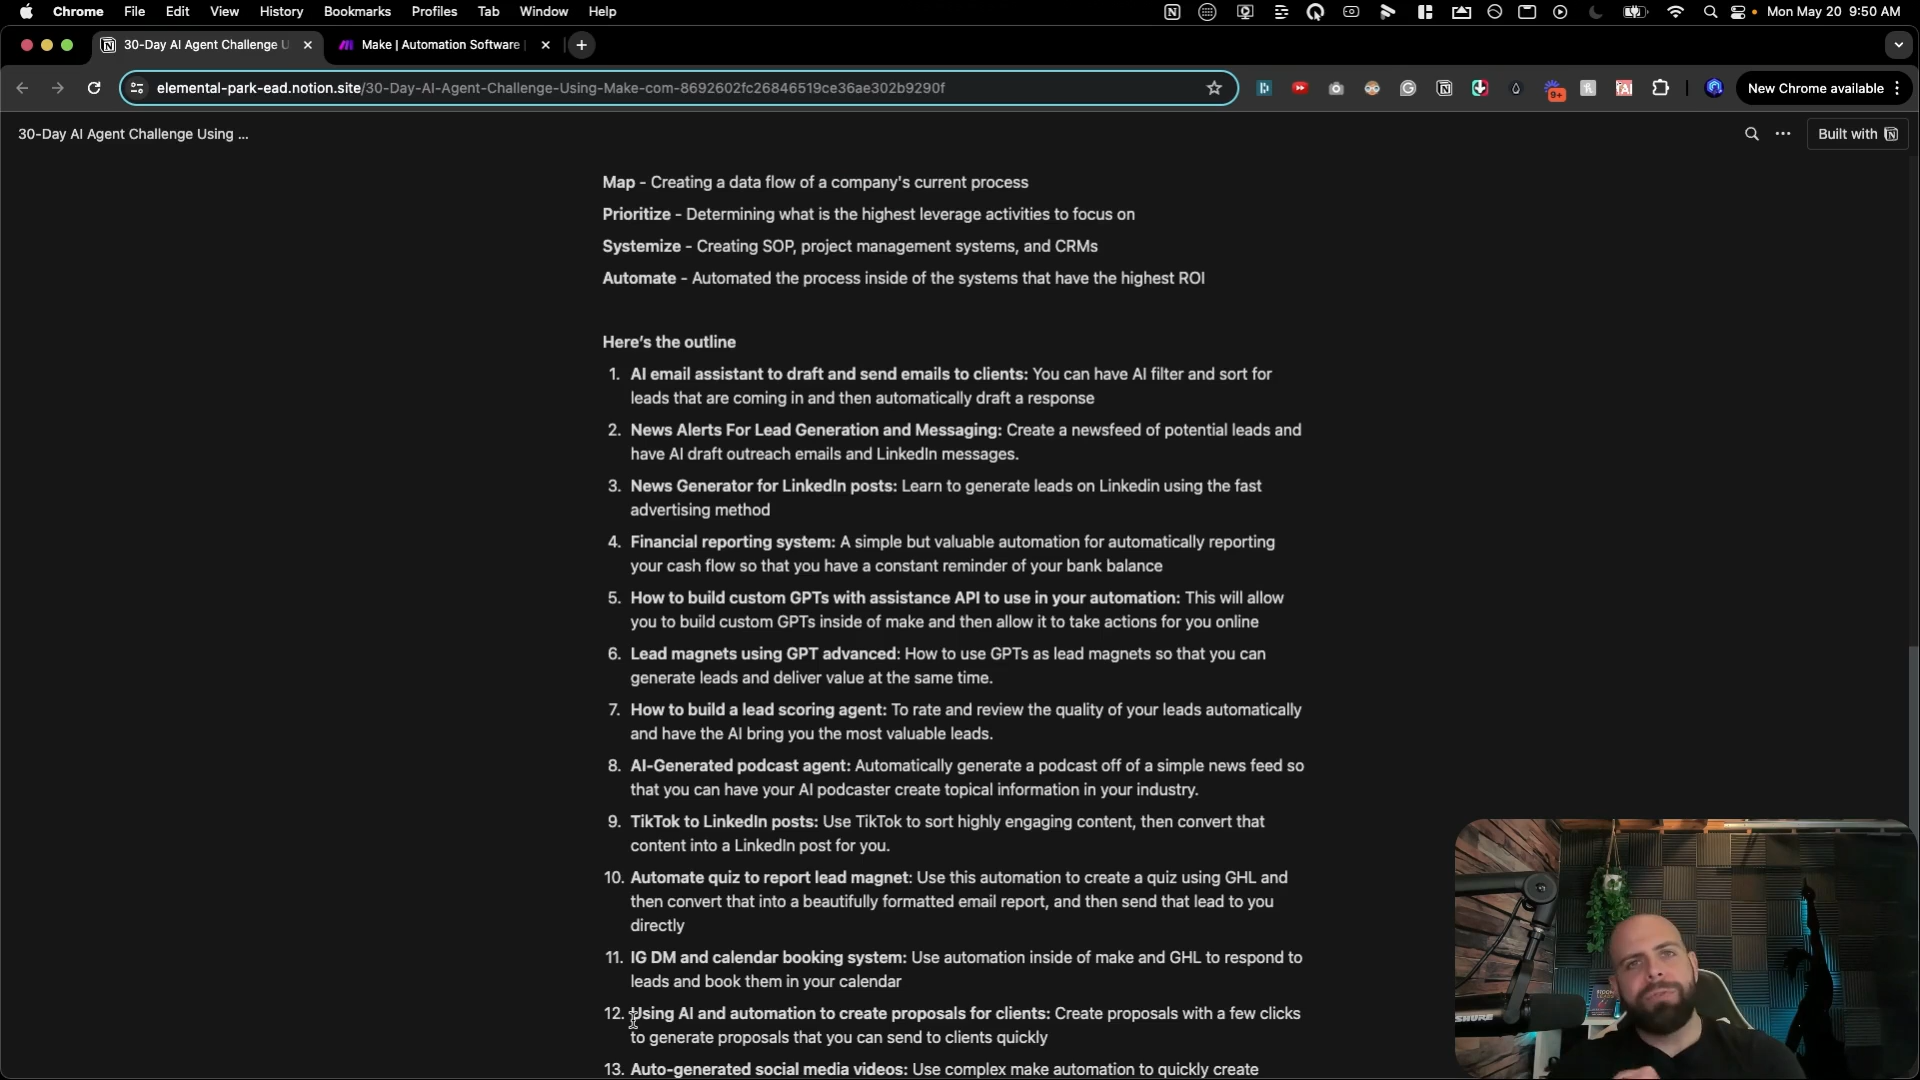 Chrome File Edit View History Bookmarks Profiles Tab Window Help Mon May 20 9:50 AM
30-Day AI Agent Challenge U Make | Automation Software
elemental-park-ead.notion.site/30-Day-AI-Agent-Challenge-Using-Make-com-8692602fc26846519ce36ae302b9290f 9+ New Chrome available
30-Day AI Agent Challenge Using ... Built with
Map - Creating a data flow of a company's current process
Prioritize - Determining what is the highest leverage activities to focus on
Systemize - Creating SOP, project management systems, and CRMs
Automate - Automated the process inside of the systems that have the highest ROI
Here's the outline
1. AI email assistant to draft and send emails to clients: You can have AI filter and sort for
leads that are coming in and then automatically draft a response
2. News Alerts For Lead Generation and Messaging: Create a newsfeed of potential leads and
have AI draft outreach emails and LinkedIn messages.
3. News Generator for LinkedIn posts: Learn to generate leads on Linkedin using the fast
advertising method
4. Financial reporting system: A simple but valuable automation for automatically reporting
your cash flow so that you have a constant reminder of your bank balance
5. How to build custom GPTs with assistance API to use in your automation: This will allow
you to build custom GPTs inside of make and then allow it to take actions for you online
6. Lead magnets using GPT advanced: How to use GPTs as lead magnets so that you can
generate leads and deliver value at the same time.
7. How to build a lead scoring agent: To rate and review the quality of your leads automatically
and have the AI bring you the most valuable leads.
8. AI-Generated podcast agent: Automatically generate a podcast off of a simple news feed so
that you can have your AI podcaster create topical information in your industry.
9. TikTok to LinkedIn posts: Use TikTok to sort highly engaging content, then convert that
content into a LinkedIn post for you.
10. Automate quiz to report lead magnet: Use this automation to create a quiz using GHL and
then convert that into a beautifully formatted email report, and then send that lead to you
directly
11. IG DM and calendar booking system: Use automation inside of make and GHL to respond to
leads and book them in your calendar
12. Using AI and automation to create proposals for clients: Create proposals with a few clicks
to generate proposals that you can send to clients quickly
13. Auto-generated social media videos: Use complex make automation to quickly create
SHURE